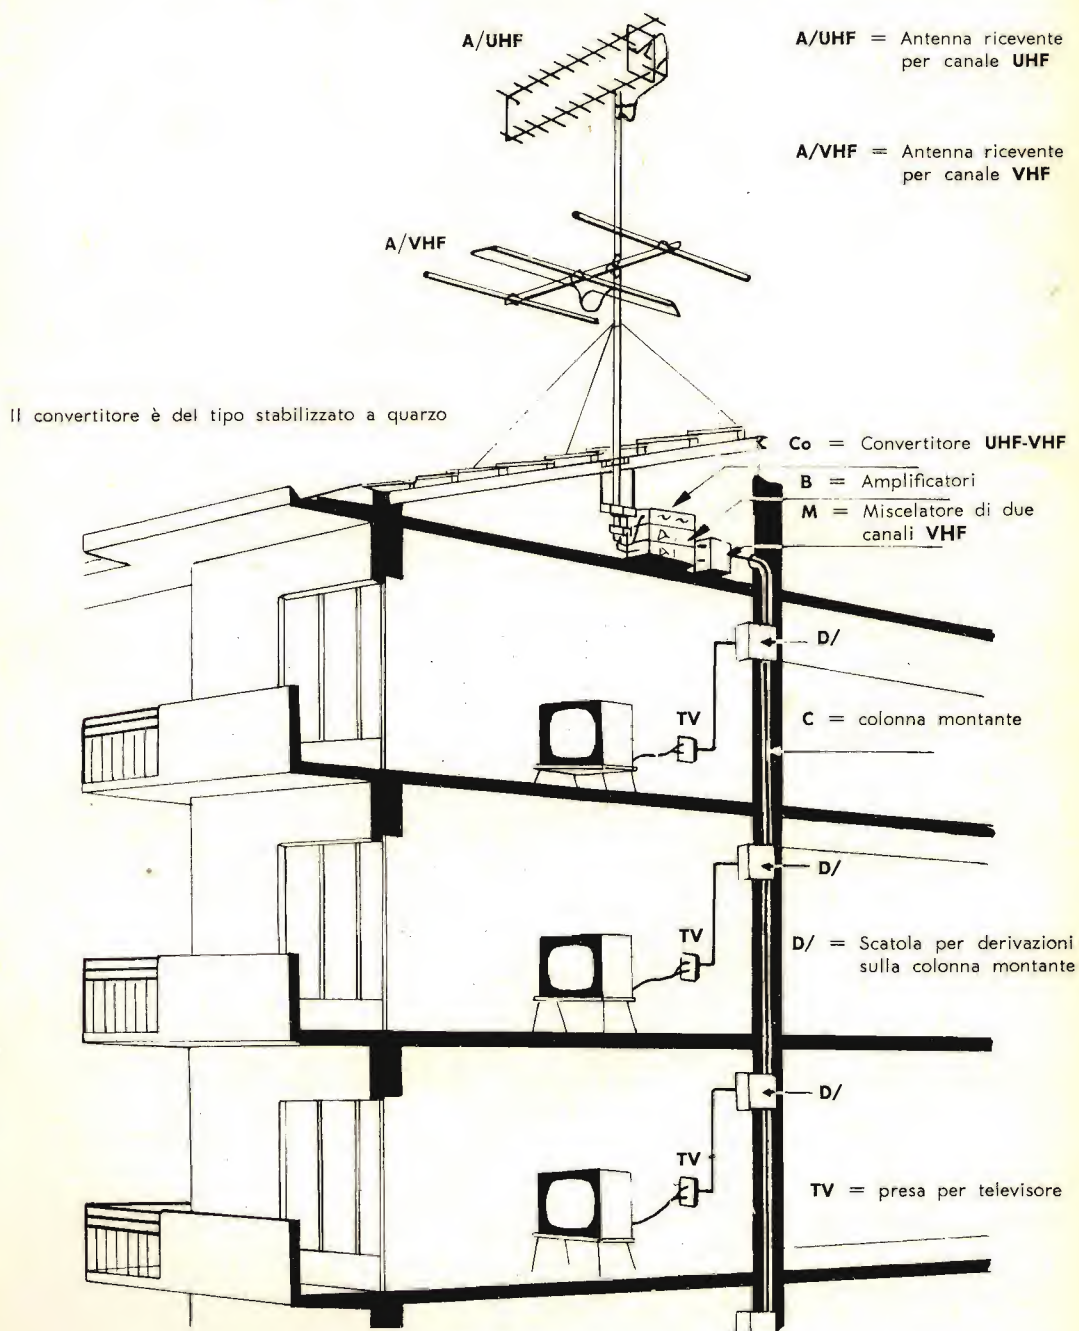 A/UHF
A/UHF = Antenna ricevente
per canale UHF
A/VHF = Antenna ricevente
per canale VHF
A/VHF
Il convertitore è del tipo stabilizzato a quarzo
Co = Convertitore UHF-VHF
B = Amplificatori
M = Miscelatore di due
canali VHF
D/
TV
C = colonna montante
D/
TV
D/ = Scatola per derivazioni
sulla colonna montante
D/
TV
TV = presa per televisore